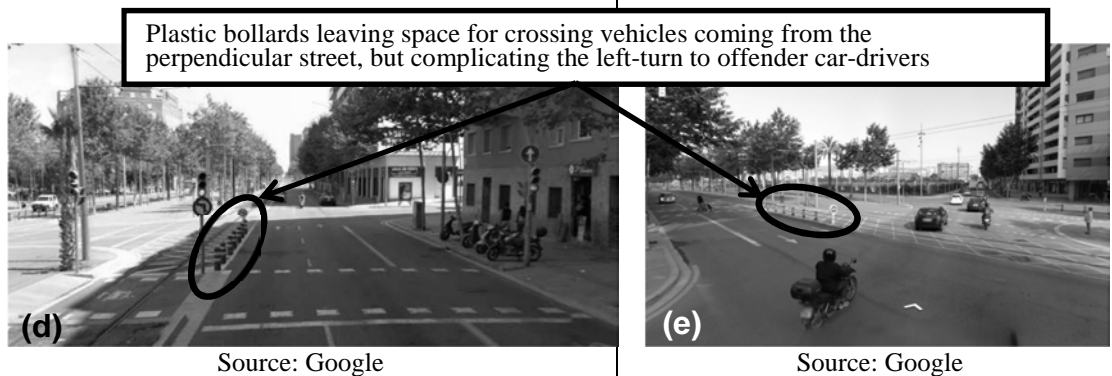 Plastic bollards leaving space for crossing vehicles coming from the
perpendicular street, but complicating the left-turn to offender car-drivers
(d)
(e)
Source: Google
Source: Google